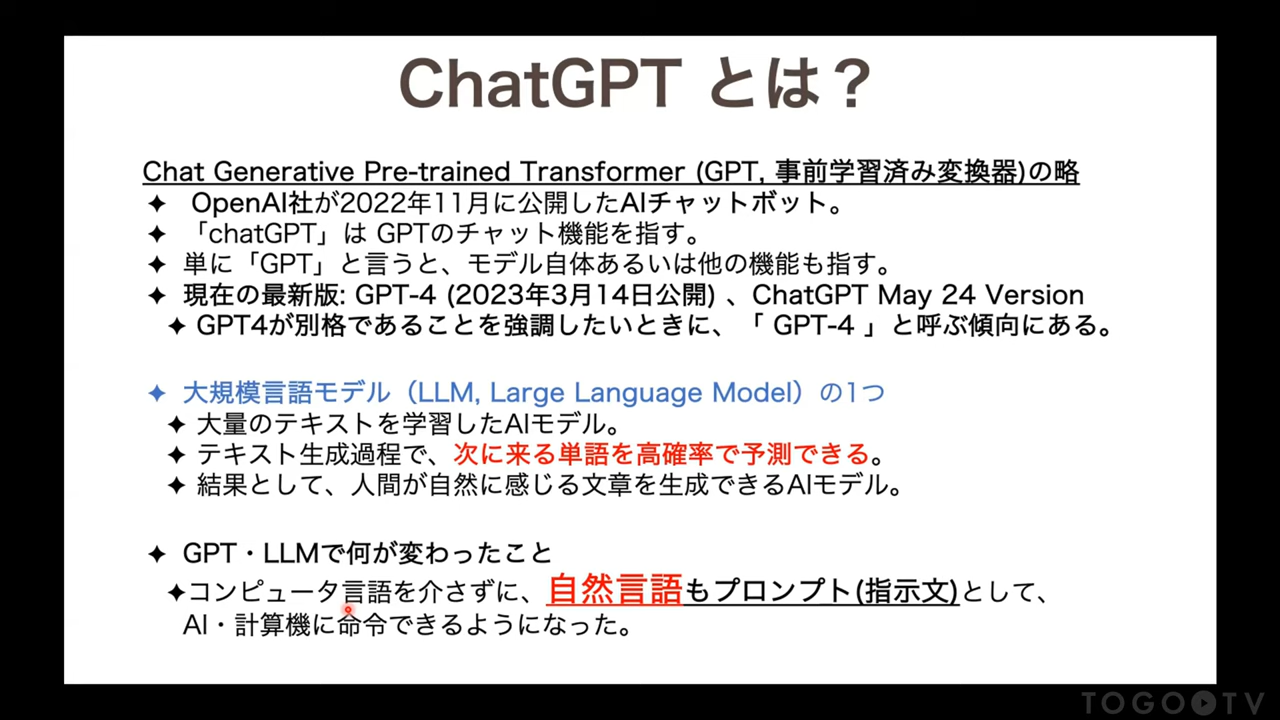 ChatGPT とは？
Chat Generative Pre-trained Transformer (GPT, 事前学習済み変換器)の略
✦ OpenAI社が2022年11月に公開したAIチャットボット。
✦ 「chatGPT」は GPTのチャット機能を指す。
✦ 単に「GPT」と言うと、モデル自体あるいは他の機能も指す。
✦ 現在の最新版: GPT-4 (2023年3月14日公開) 、ChatGPT May 24 Version
✦ GPT4が別格であることを強調したいときに、「 GPT-4 」と呼ぶ傾向にある。
✦ 大規模言語モデル（LLM, Large Language Model）の1つ
✦ 大量のテキストを学習したAIモデル。
✦ テキスト生成過程で、次に来る単語を高確率で予測できる。
✦ 結果として、人間が自然に感じる文章を生成できるAIモデル。
✦ GPT・LLMで何が変わったこと
✦コンピュータ言語を介さずに、自然言語もプロンプト(指示文)として、
AI・計算機に命令できるようになった。
TOGO TV